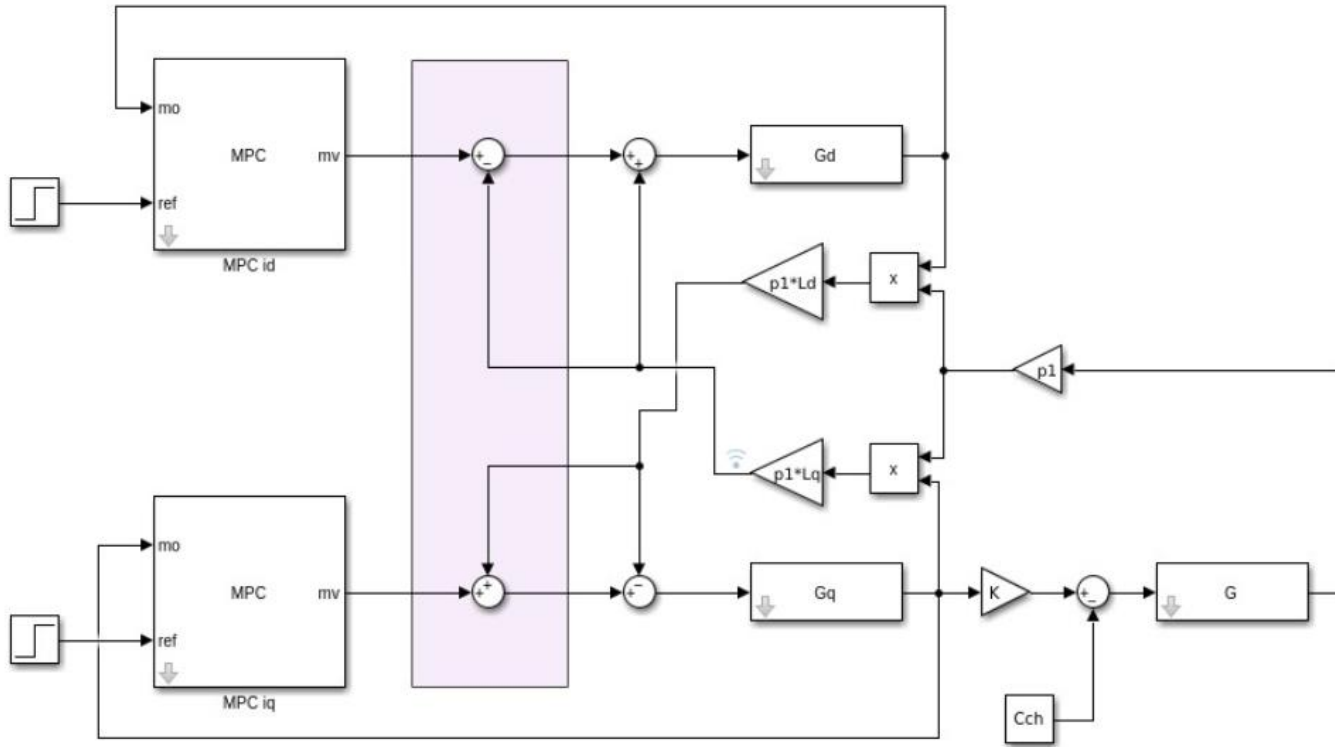 mo
MPC
mv
ref
MPC id
+
−
+
+
Gd
p1*Ld
x
p1
p1*Lq
x
mo
MPC
mv
ref
MPC iq
+
+
−
+
Gq
K
+
−
G
Cch